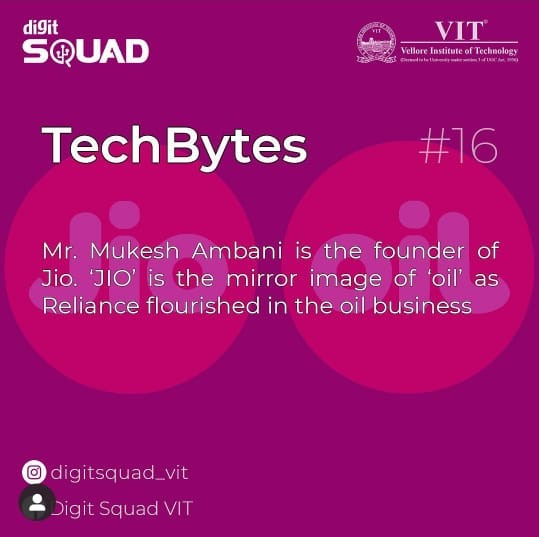 digit
SQUAD
VIT®
Vellore Institute of Technology
(Deemed to be University under section 3 of UGC Act, 1956)
TechBytes
#16
Jio
oil
Mr. Mukesh Ambani is the founder of
Jio. ‘JIO’ is the mirror image of ‘oil’ as
Reliance flourished in the oil business
digitsquad_vit
Digit Squad VIT